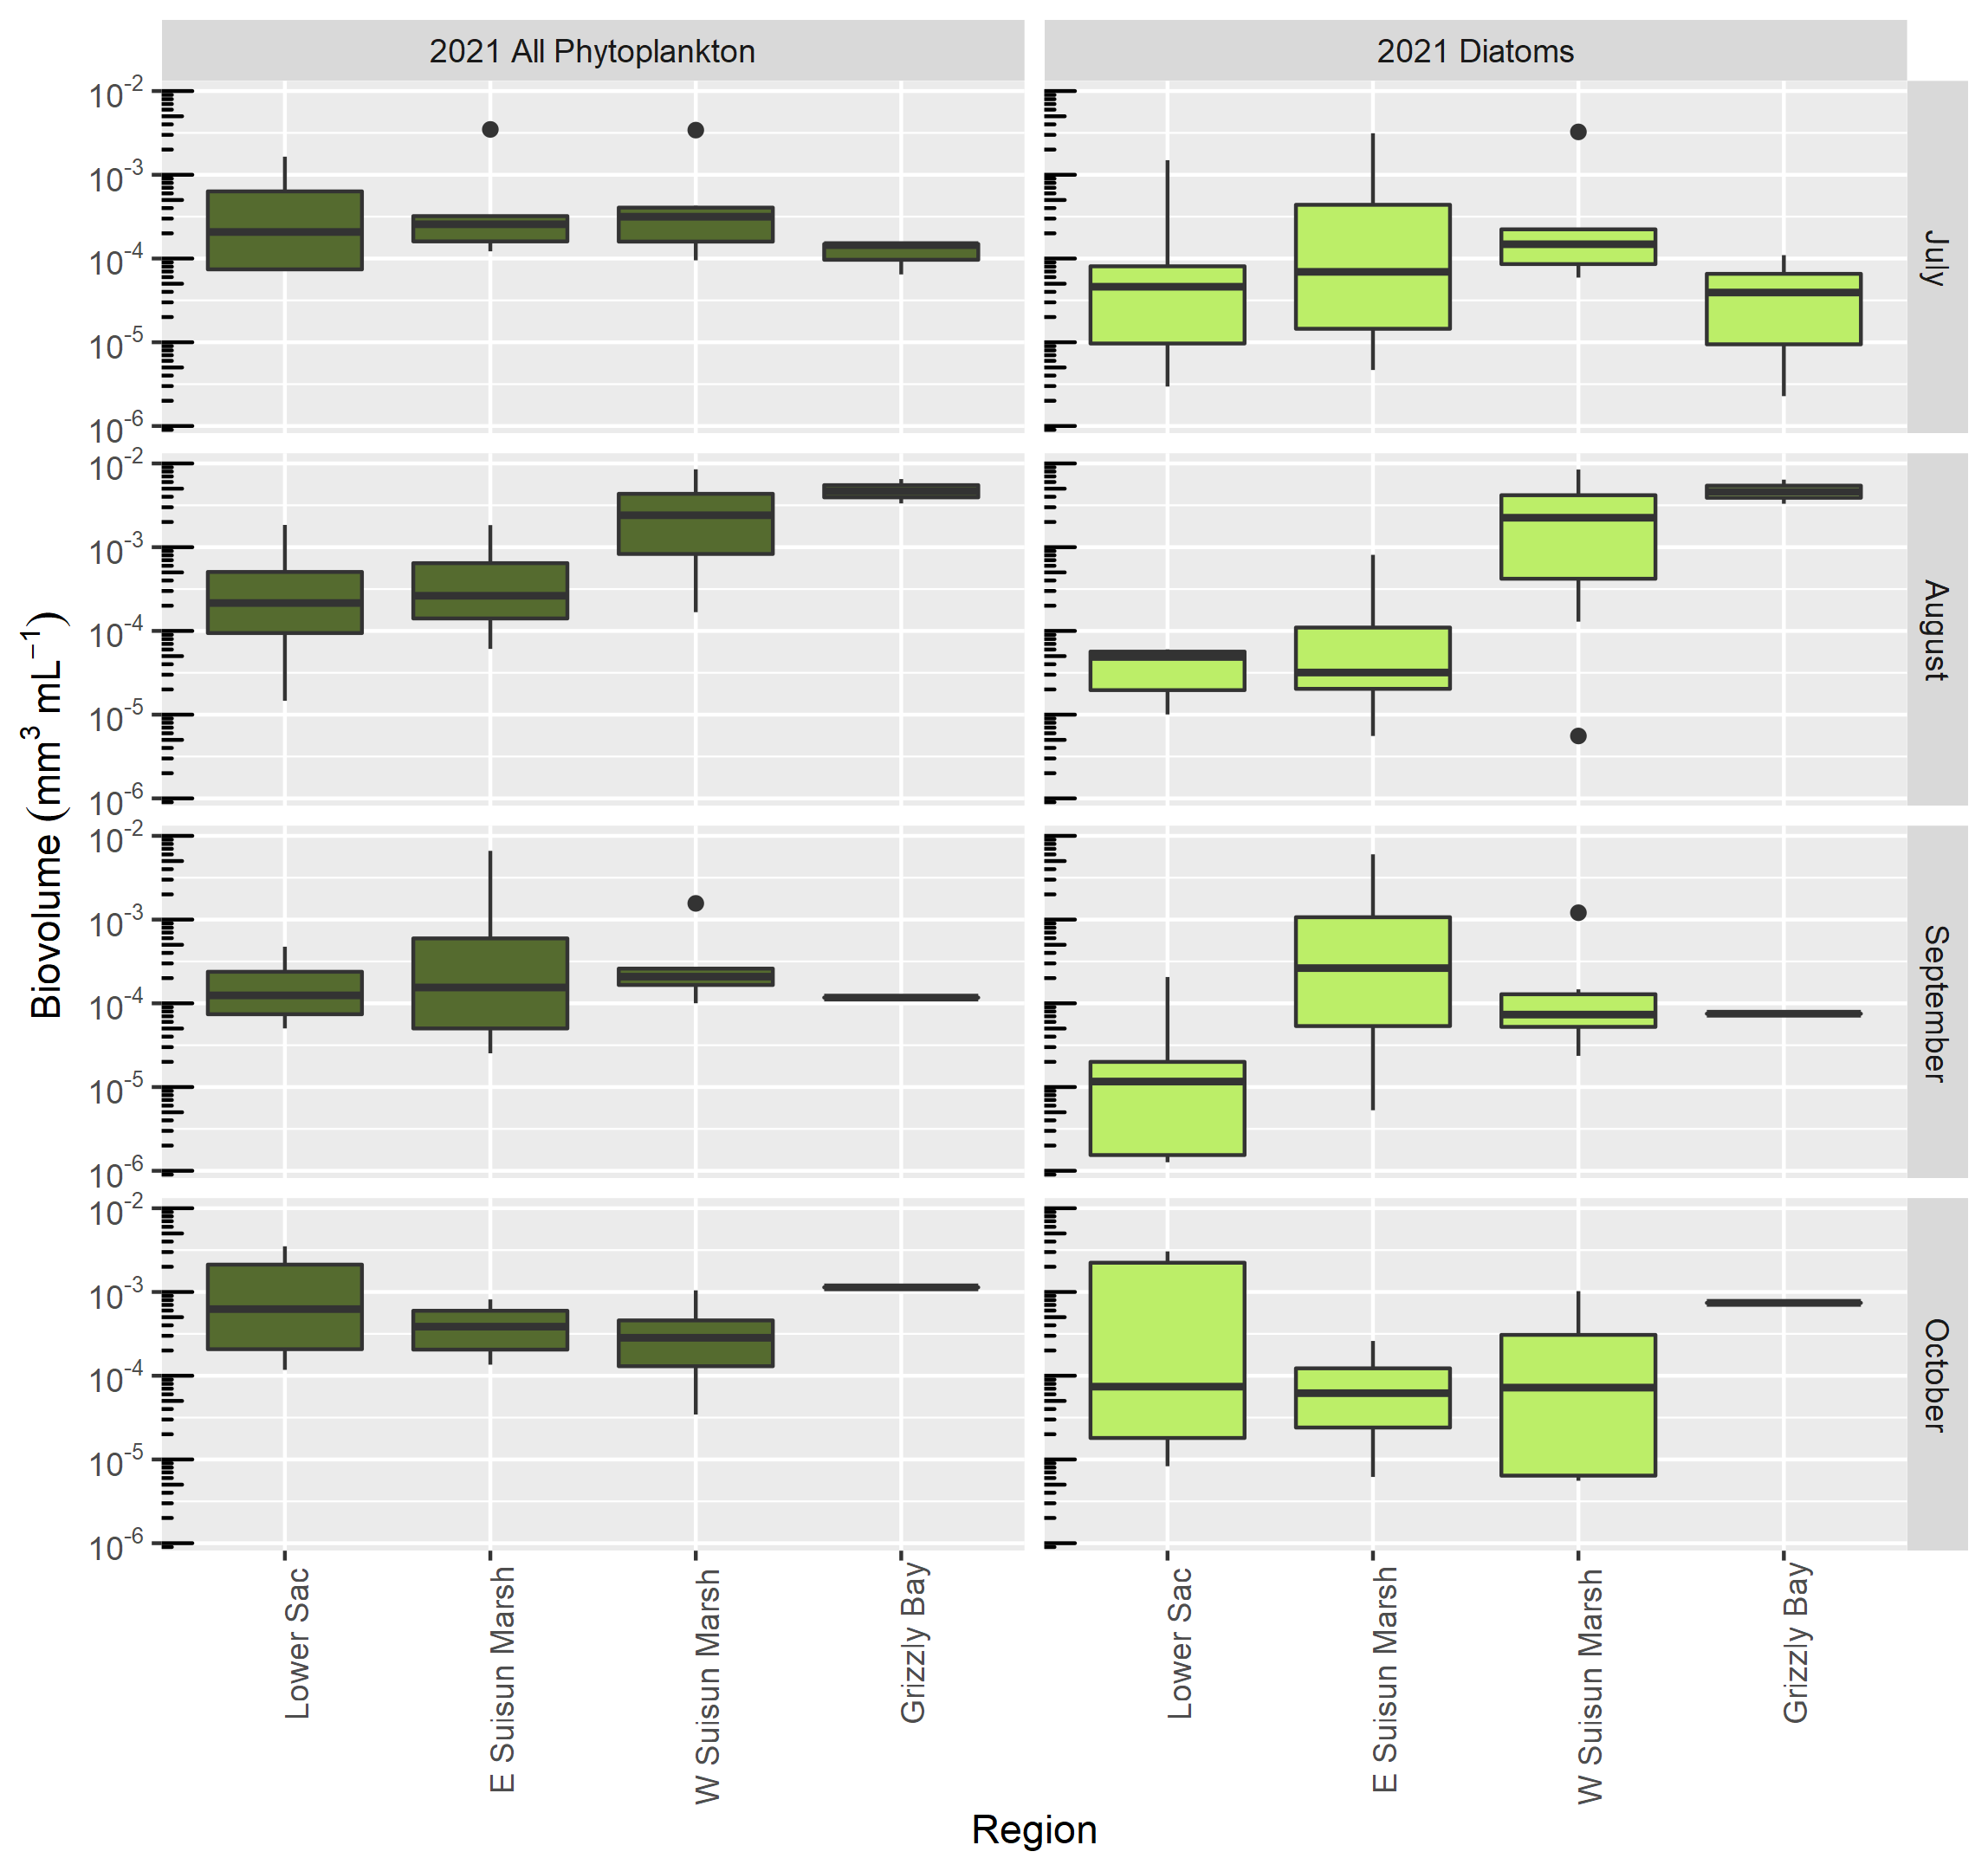 2021 All Phytoplankton
2021 Diatoms
10⁻²
10⁻³
10⁻⁴
10⁻⁵
10⁻⁶
July
10⁻²
10⁻³
10⁻⁴
10⁻⁵
10⁻⁶
August
10⁻²
10⁻³
10⁻⁴
10⁻⁵
10⁻⁶
September
10⁻²
10⁻³
10⁻⁴
10⁻⁵
10⁻⁶
October
Biovolume (mm³ mL⁻¹)
Lower Sac
E Suisun Marsh
W Suisun Marsh
Grizzly Bay
Lower Sac
E Suisun Marsh
W Suisun Marsh
Grizzly Bay
Region